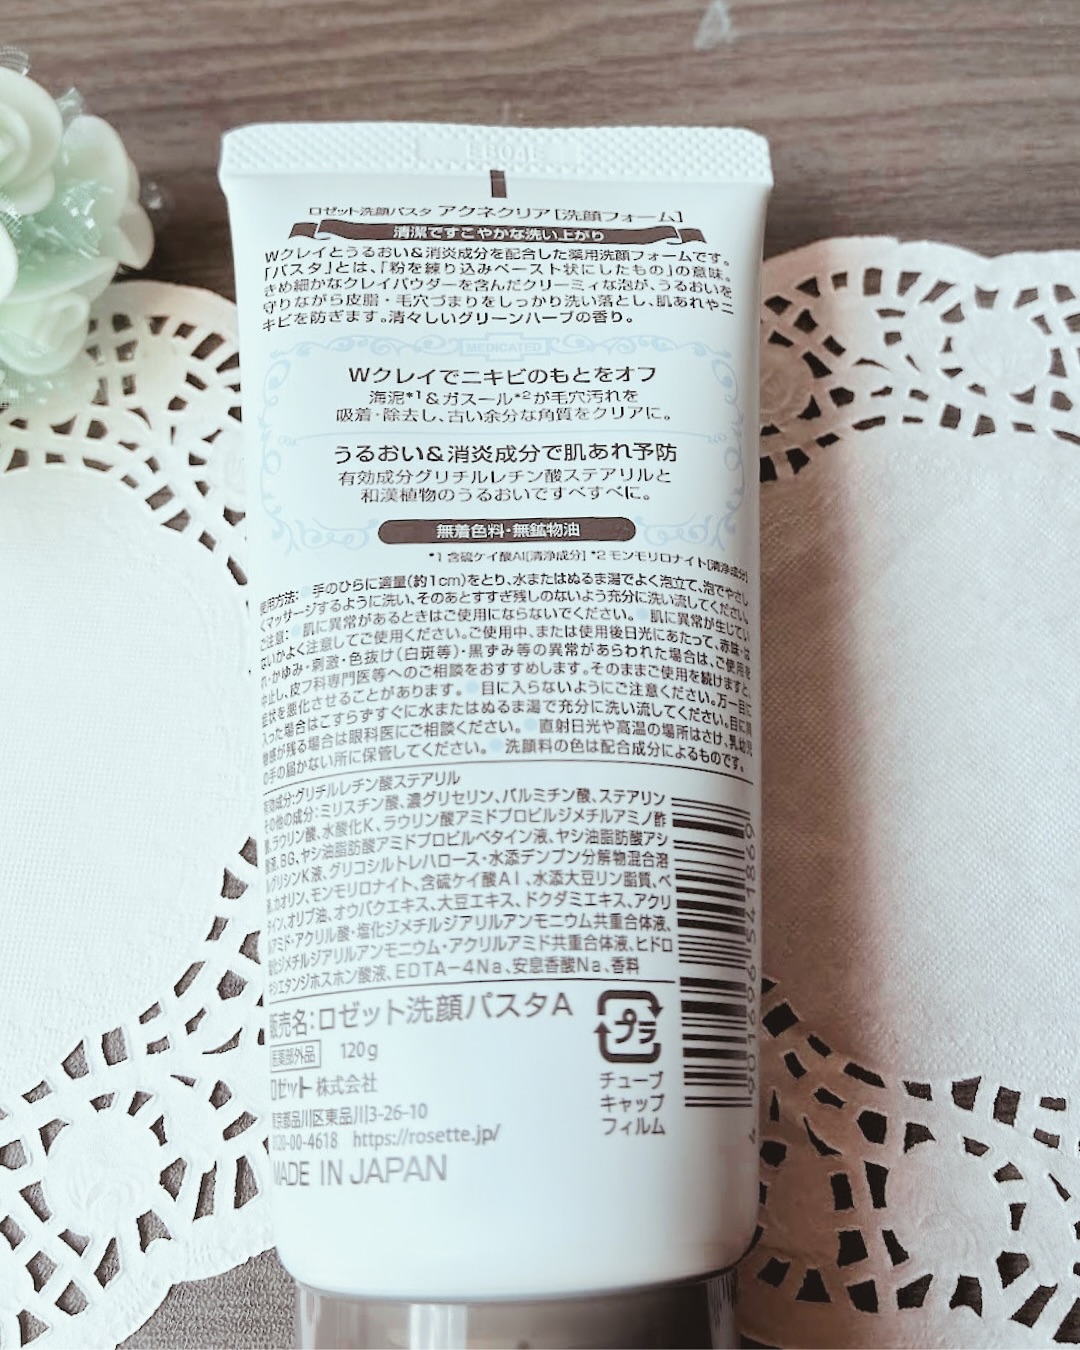 ロゼット洗顔パスタ アクネクリア[洗顔フォーム]
清潔ですこやかな洗い上がり
Wクレイとうるおい&消炎成分を配合した薬用洗顔フォームです。
「パスタ」とは、「粉を練り込みペースト状にしたもの」の意味。
きめ細かなクレイパウダーを含んだクリーミィな泡が、うるおいを
守りながら皮脂・毛穴づまりをしっかり洗い落とし、肌あれやニ
キビを防ぎます。清々しいグリーンハーブの香り。
MEDICATED
Wクレイでニキビのもとをオフ
海泥*1&ガスール*2が毛穴汚れを
吸着・除去し、古い余分な角質をクリアに。
うるおい&消炎成分で肌あれ予防
有効成分グリチルレチン酸ステアリルと
和漢植物のうるおいですべすべに。
無着色料・無鉱物油
*1 含硫ケイ酸Al[清浄成分] *2 モンモリロナイト[清浄成分]
使用方法:●手のひらに適量(約1cm)をとり、水またはぬるま湯でよく泡立て、泡でやさし
くマッサージするように洗い、そのあとすすぎ残しのないよう充分に洗い流してください。
ご注意:●肌に異常があるときはご使用にならないでください。●肌に異常が生じてい
ないかよく注意してご使用ください。ご使用中、または使用後日光にあたって、赤味・は
れ・かゆみ・刺激・色抜け(白斑等)・黒ずみ等の異常があらわれた場合は、ご使用を
中止し、皮フ科専門医等へのご相談をおすすめします。そのままご使用を続けますと、
症状を悪化させることがあります。●目に入らないようにご注意ください。万一目に
入った場合はこすらずすぐに水またはぬるま湯で充分に洗い流してください。目に異
物感が残る場合は眼科医にご相談ください。●直射日光や高温の場所はさけ、乳幼児
の手の届かない所に保管してください。●洗顔料の色は配合成分によるものです。
有効成分:グリチルレチン酸ステアリル
その他の成分:ミリスチン酸、濃グリセリン、パルミチン酸、ステアリン
酸、ラウリン酸、水酸化K、ラウリン酸アミドプロピルジメチルアミノ酢
酸液、BG、ヤシ油脂肪酸アミドプロピルベタイン液、ヤシ油脂肪酸アシ
ルグリシンK液、グリコシルトレハロース・水添デンプン分解物混合溶
液、カオリン、モンモリロナイト、含硫ケイ酸Al、水添大豆リン脂質、ベ
タイン、オリブ油、オウバクエキス、大豆エキス、ドクダミエキス、アクリ
ルアミド・アクリル酸・塩化ジメチルジアリルアンモニウム共重合体液、
塩化ジメチルジアリルアンモニウム・アクリルアミド共重合体液、ヒドロ
キシエタンジホスホン酸液、EDTA-4Na、安息香酸Na、香料
販売名:ロゼット洗顔パスタA
医薬部外品 120g
ロゼット株式会社
東京都品川区東品川3-26-10
0120-00-4618 https://rosette.jp/
MADE IN JAPAN
プラ
チューブ
キャップ
フィルム